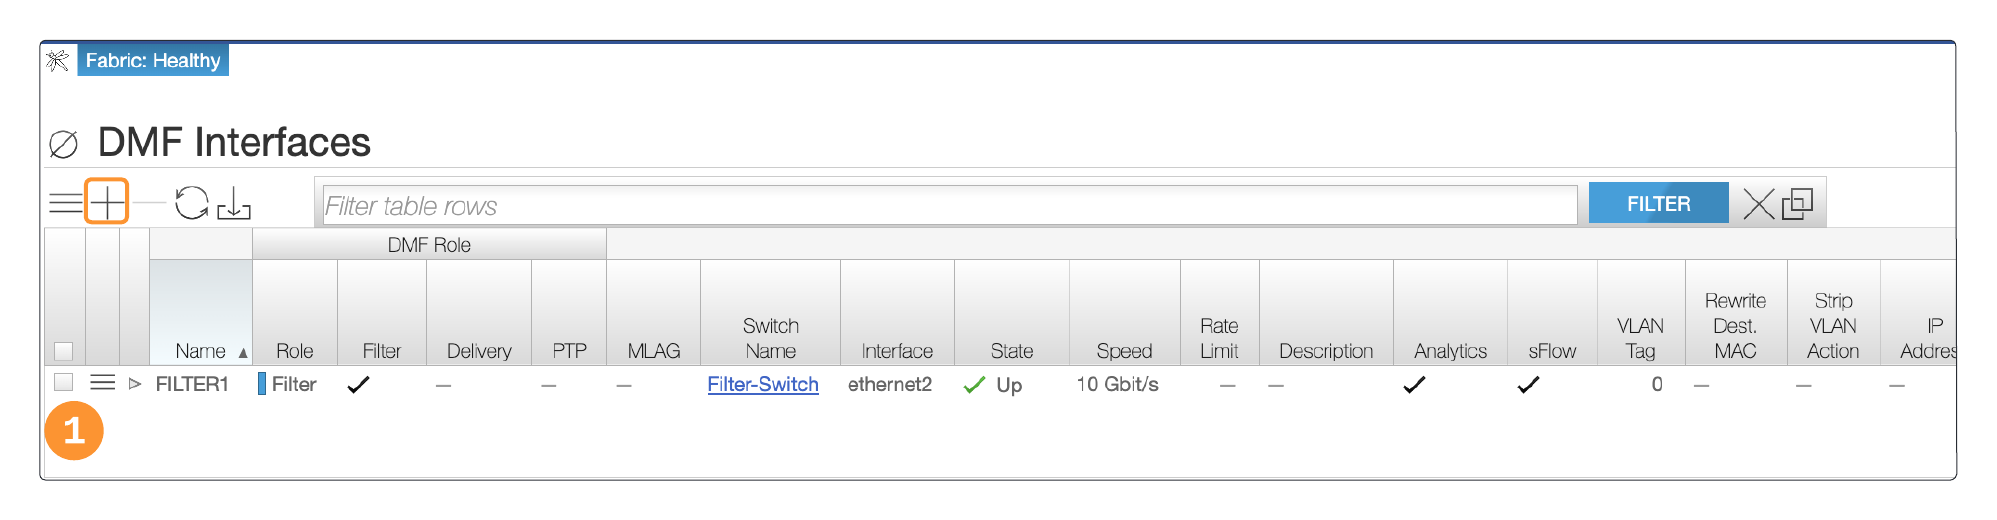 Fabric: Healthy
DMF Interfaces
Filter table rows
FILTER
DMF Role
Name
Role
Filter
Delivery
PTP
MLAG
Switch
Name
Interface
State
Speed
Rate
Limit
Description
Analytics
sFlow
VLAN
Tag
Rewrite
Dest.
MAC
Strip
VLAN
Action
IP
Addres
FILTER1 Filter — — — Filter-Switch ethernet2 Up 10 Gbit/s — — 0 — — —
1